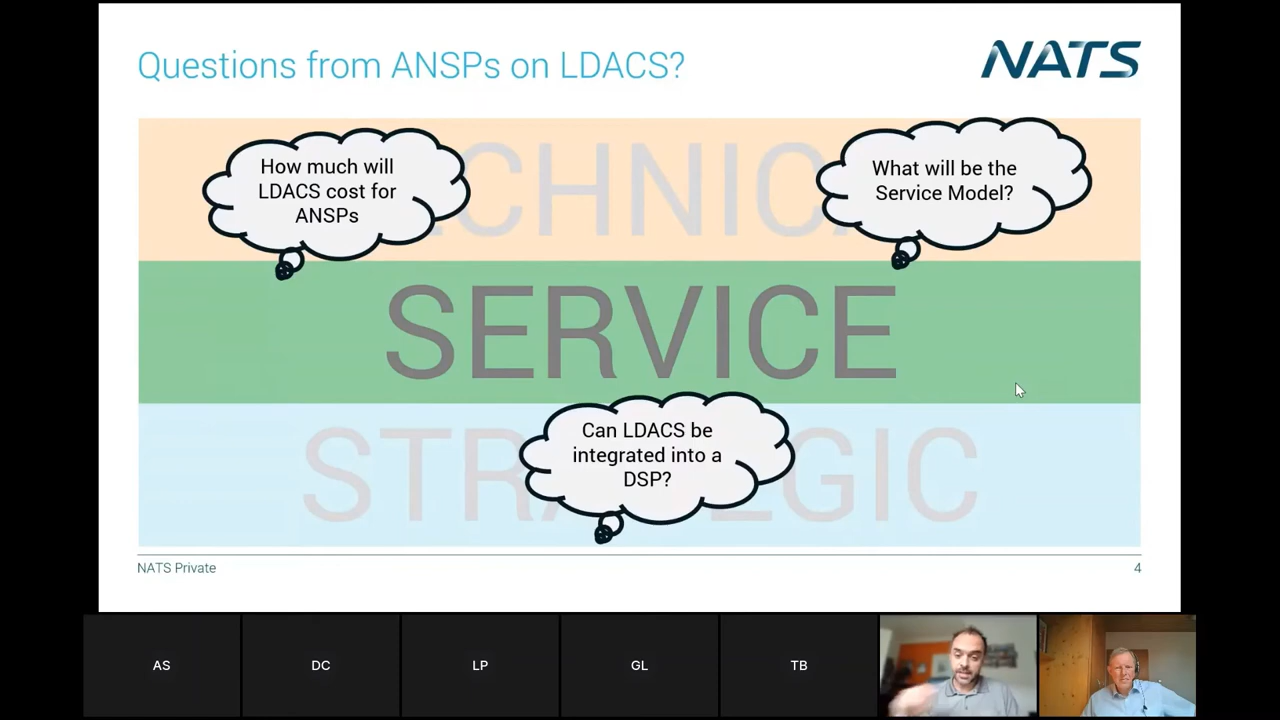 Questions from ANSPs on LDACS?
NATS
How much will
LDACS cost for
ANSPs
What will be the
Service Model?
SERVICE
Can LDACS be
integrated into a
DSP?
NATS Private
4
AS
DC
LP
GL
TB